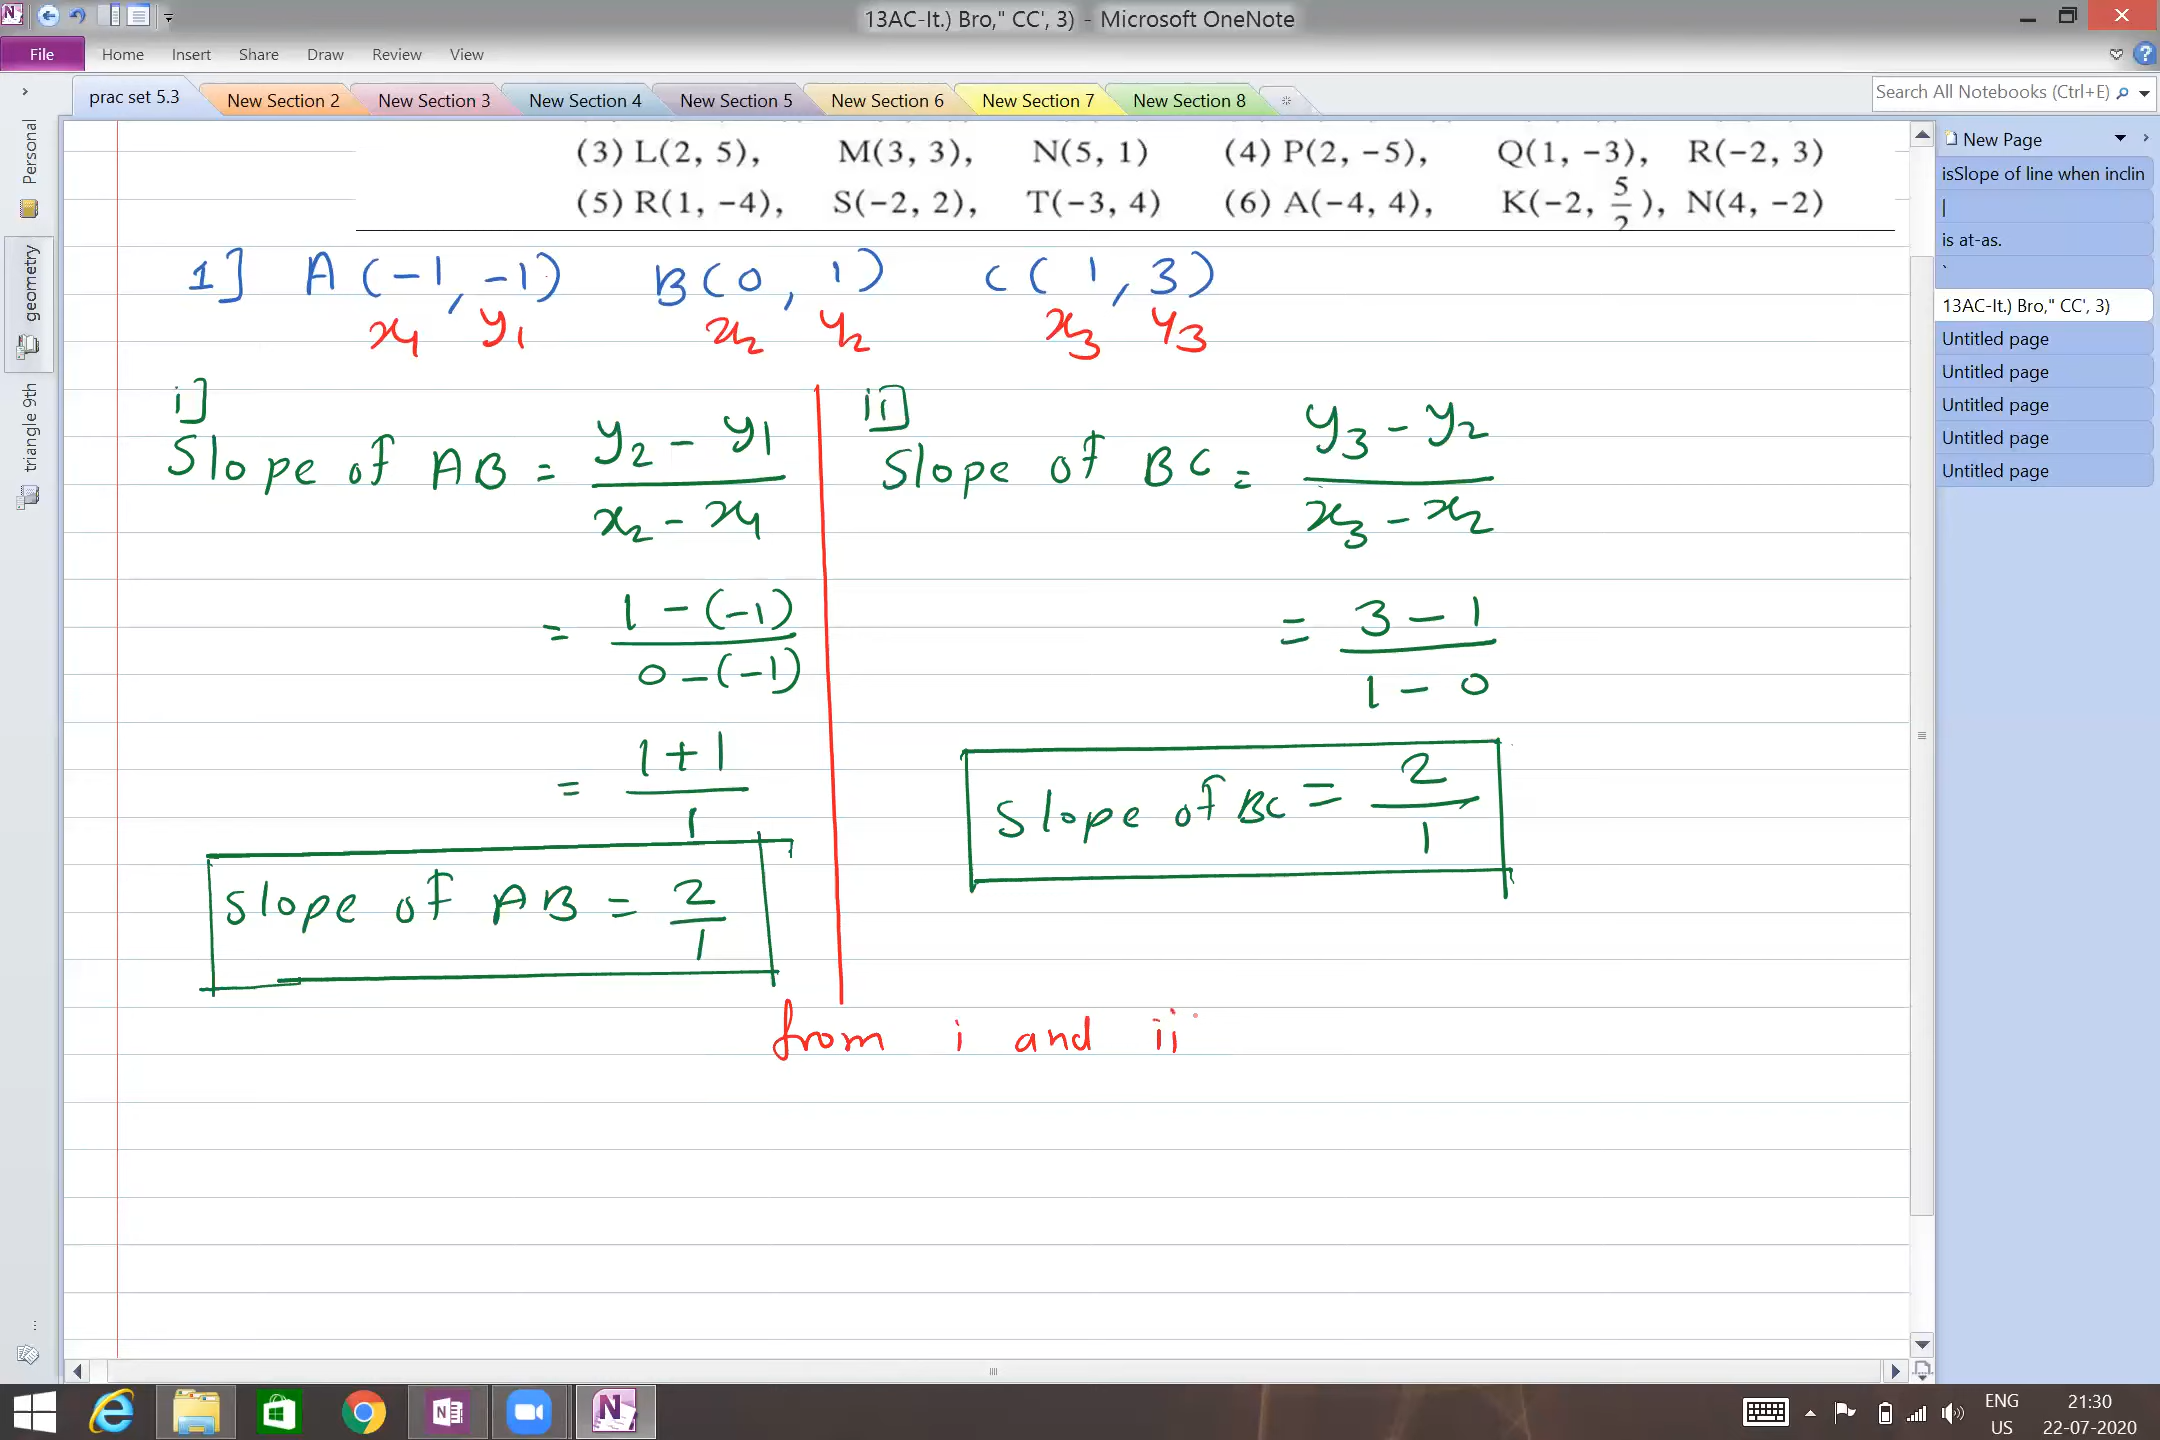 13AC-It.) Bro," CC', 3) - Microsoft OneNote
File Home Insert Share Draw Review View
prac set 5.3 New Section 2 New Section 3 New Section 4 New Section 5 New Section 6 New Section 7 New Section 8
Search All Notebooks (Ctrl+E)
Personal
geometry
triangle 9th
(3) L(2, 5), M(3, 3), N(5, 1) (4) P(2, −5), Q(1, −3), R(−2, 3)
(5) R(1, −4), S(−2, 2), T(−3, 4) (6) A(−4, 4), K(−2, 5/2), N(4, −2)
1] A (-1, -1) B(0, 1) C(1, 3)
x1 y1 x2 y2 x3 y3
i]
Slope of AB = y2 - y1 / x2 - x1
= 1 - (-1) / 0 - (-1)
= 1 + 1 / 1
Slope of AB = 2/1
ii]
Slope of BC = y3 - y2 / x3 - x2
= 3 - 1 / 1 - 0
Slope of BC = 2/1
from i and ii
New Page
isSlope of line when inclin
|
is at-as.
`
13AC-It.) Bro," CC', 3)
Untitled page
Untitled page
Untitled page
Untitled page
Untitled page
ENG
US
21:30
22-07-2020